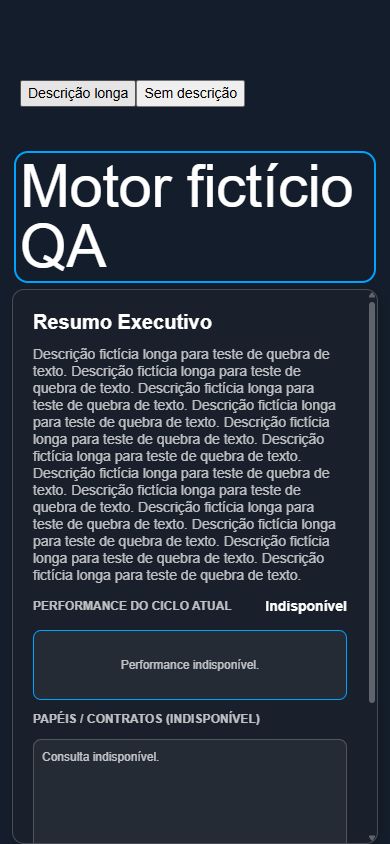 Descrição longa Sem descrição
Motor fictício
QA
Resumo Executivo
Descrição fictícia longa para teste de quebra de
texto. Descrição fictícia longa para teste de
quebra de texto. Descrição fictícia longa para
teste de quebra de texto. Descrição fictícia longa
para teste de quebra de texto. Descrição fictícia
longa para teste de quebra de texto. Descrição
fictícia longa para teste de quebra de texto.
Descrição fictícia longa para teste de quebra de
texto. Descrição fictícia longa para teste de
quebra de texto. Descrição fictícia longa para
teste de quebra de texto. Descrição fictícia longa
para teste de quebra de texto. Descrição fictícia
longa para teste de quebra de texto. Descrição
fictícia longa para teste de quebra de texto.
PERFORMANCE DO CICLO ATUAL Indisponível
Performance indisponível.
PAPÉIS / CONTRATOS (INDISPONÍVEL)
Consulta indisponível.